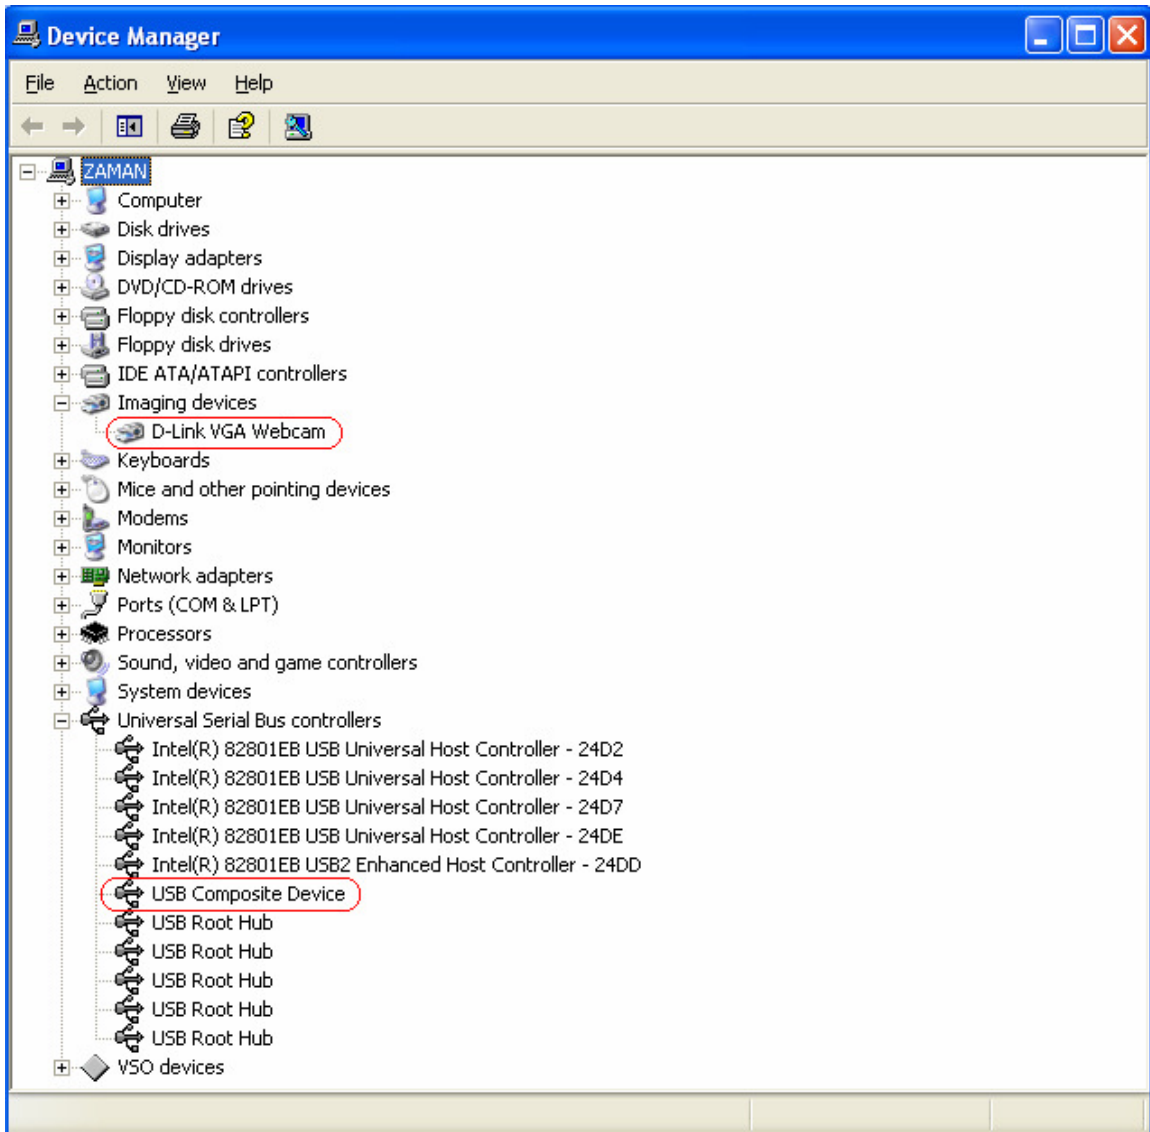 Device Manager
File Action View Help
ZAMAN
Computer
Disk drives
Display adapters
DVD/CD-ROM drives
Floppy disk controllers
Floppy disk drives
IDE ATA/ATAPI controllers
Imaging devices
D-Link VGA Webcam
Keyboards
Mice and other pointing devices
Modems
Monitors
Network adapters
Ports (COM & LPT)
Processors
Sound, video and game controllers
System devices
Universal Serial Bus controllers
Intel(R) 82801EB USB Universal Host Controller - 24D2
Intel(R) 82801EB USB Universal Host Controller - 24D4
Intel(R) 82801EB USB Universal Host Controller - 24D7
Intel(R) 82801EB USB Universal Host Controller - 24DE
Intel(R) 82801EB USB2 Enhanced Host Controller - 24DD
USB Composite Device
USB Root Hub
USB Root Hub
USB Root Hub
USB Root Hub
USB Root Hub
VSO devices